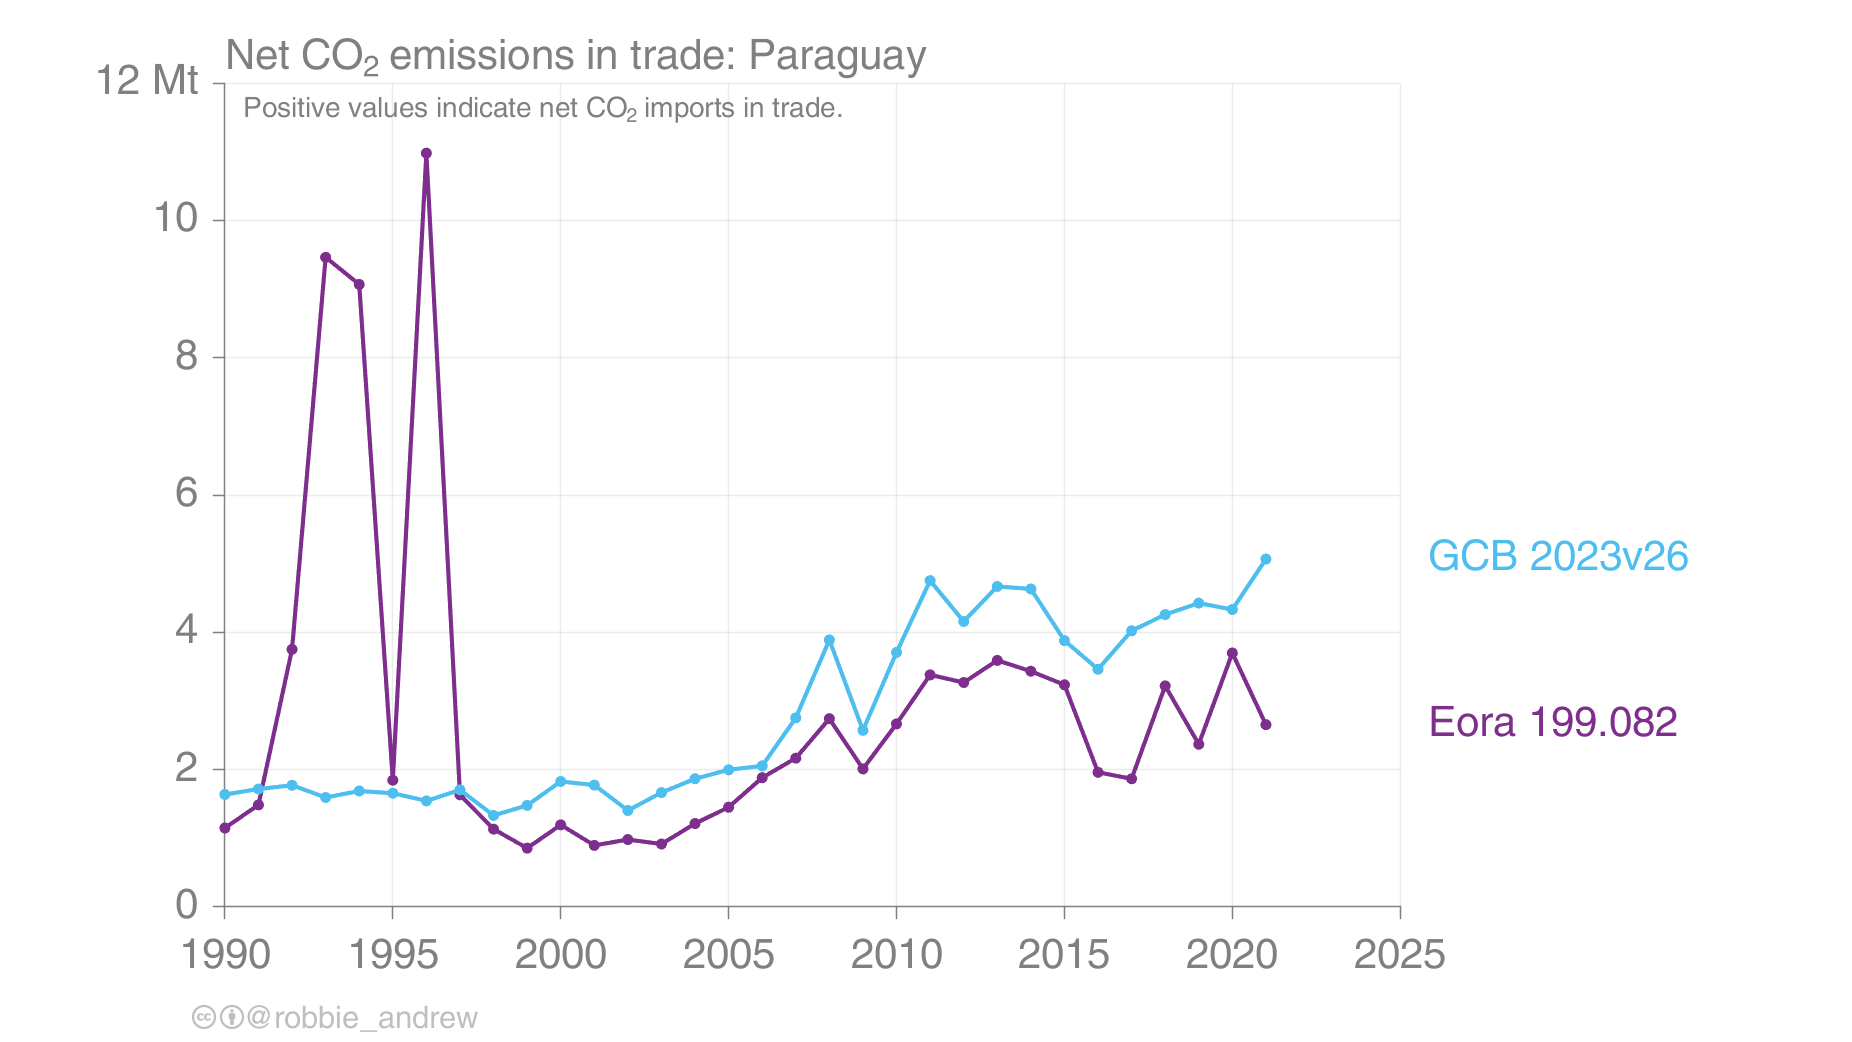 Net CO₂ emissions in trade: Paraguay
12 Mt
Positive values indicate net CO₂ imports in trade.
10
8
6
4
2
0
GCB 2023v26
Eora 199.082
1990 1995 2000 2005 2010 2015 2020 2025
@robbie_andrew